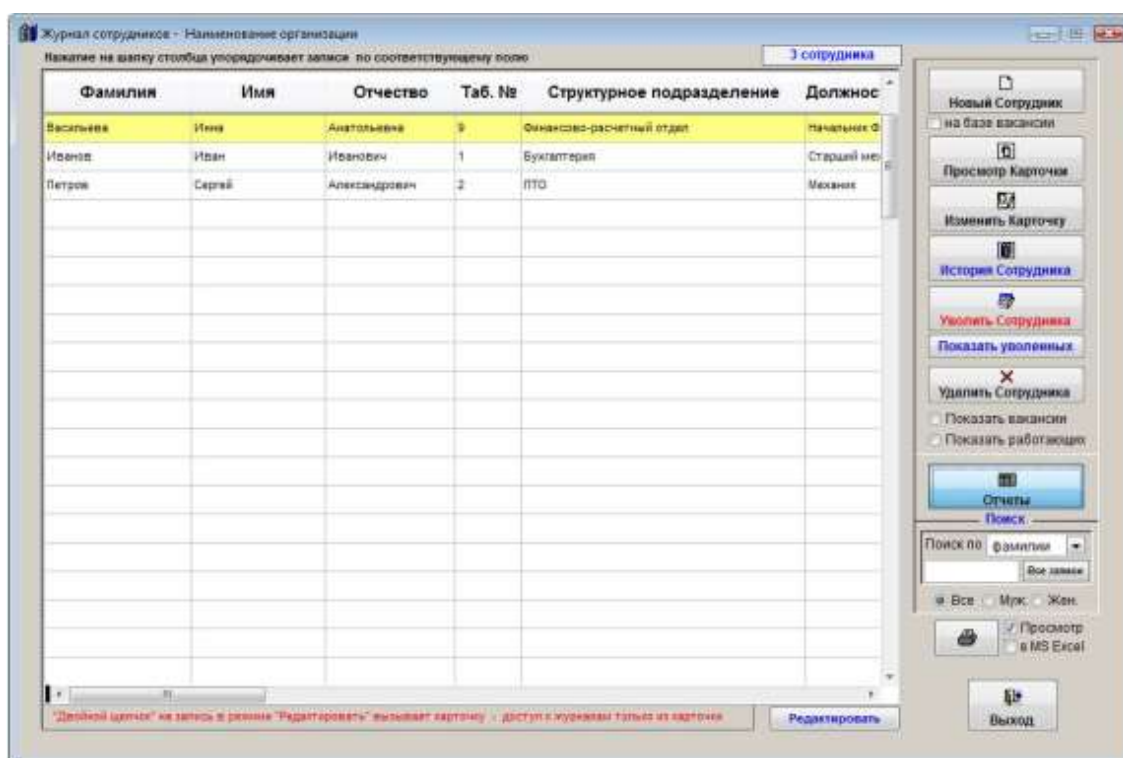 Журнал сотрудников - Наименование организации
Нажатие на шапку столбца упорядочивает записи по соответствующему полю
3 сотрудника
Фамилия Имя Отчество Таб. № Структурное подразделение Должнос
Васильева Инна Анатольевна 9 Финансово-расчетный отдел Начальник Ф
Иванов Иван Иванович 1 Бухгалтерия Старший мен
Петров Сергей Александрович 2 ПТО Механик
Новый Сотрудник
на базе вакансии
Просмотр Карточки
Изменить Карточку
История Сотрудника
Уволить Сотрудника
Показать уволенных
Удалить Сотрудника
Показать вакансии
Показать работающих
Отчеты
Поиск
Поиск по фамилии
Все записи
Все Муж. Жен.
Просмотр
в MS Excel
"Двойной щелчок" на запись в режиме "Редактировать" вызывает карточку - доступ к журналам только из карточки
Редактировать
Выход